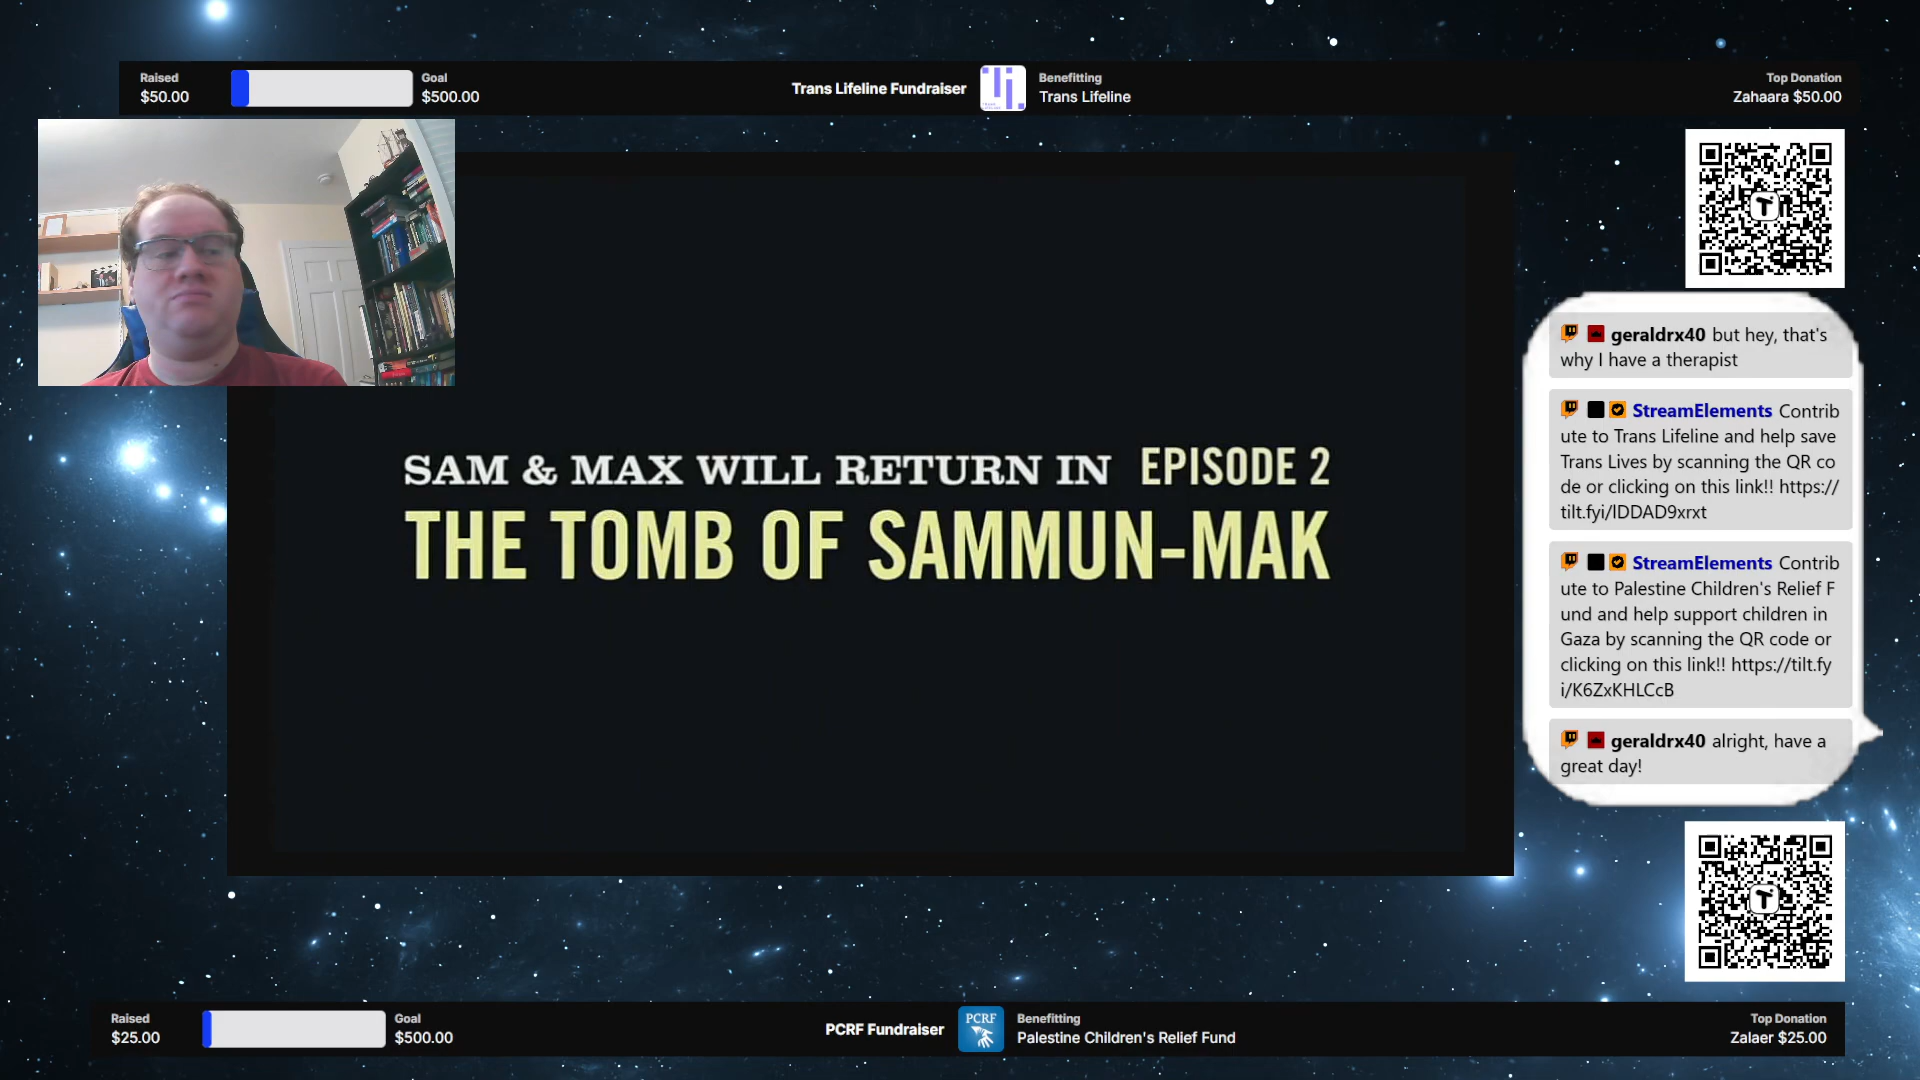 Raised
$50.00
Goal
$500.00
Trans Lifeline Fundraiser
Benefitting
Trans Lifeline
Top Donation
Zahaara $50.00
SAM & MAX WILL RETURN IN EPISODE 2
THE TOMB OF SAMMUN-MAK
geraldrx40 but hey, that's
why I have a therapist
StreamElements Contrib
ute to Trans Lifeline and help save
Trans Lives by scanning the QR co
de or clicking on this link!! https://
tilt.fyi/lDDAD9xrxt
StreamElements Contrib
ute to Palestine Children's Relief F
und and help support children in
Gaza by scanning the QR code or
clicking on this link!! https://tilt.fy
i/K6ZxKHLCcB
geraldrx40 alright, have a
great day!
Raised
$25.00
Goal
$500.00
PCRF Fundraiser
PCRF
Benefitting
Palestine Children's Relief Fund
Top Donation
Zalaer $25.00